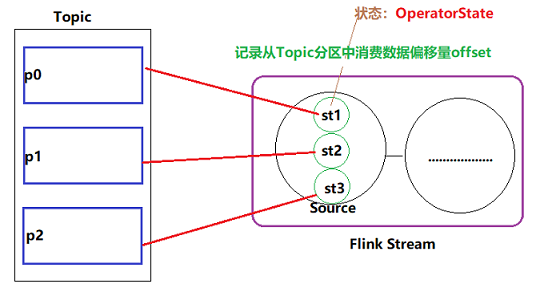 状态：OperatorState
Topic
记录从Topic分区中消费数据偏移量offset
p0
st1
p1
st2
..................
st3
p2
Source
Flink Stream